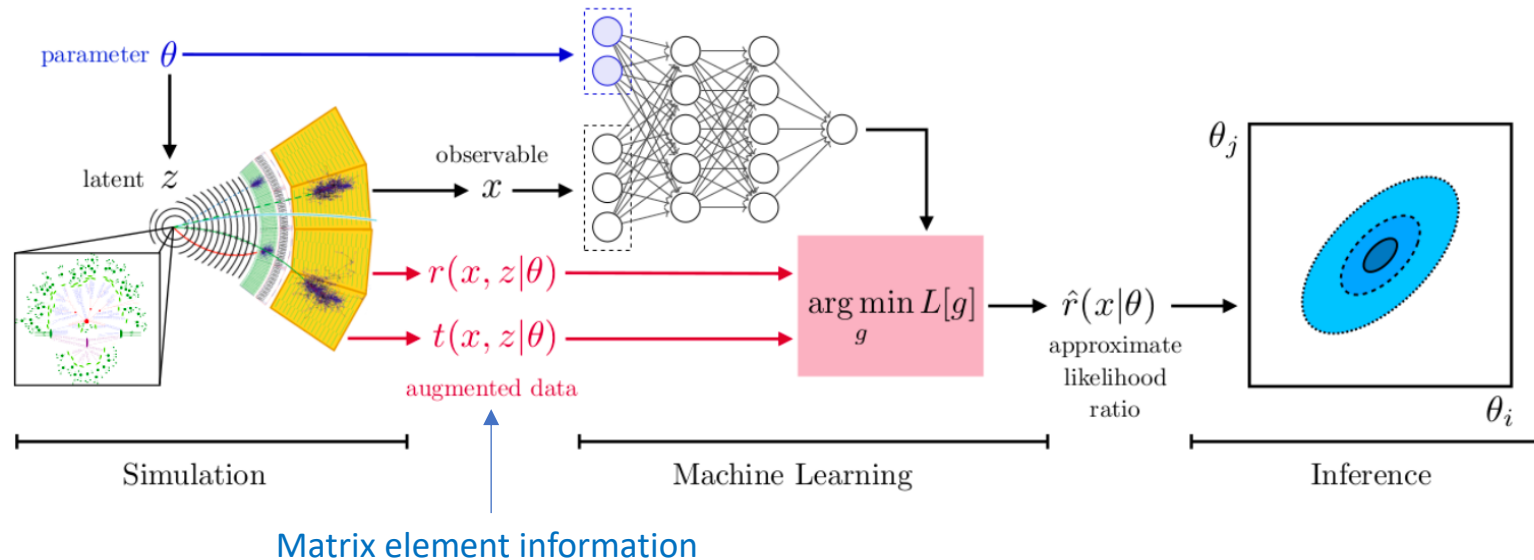 parameter θ
latent z
observable
x
r(x, z|θ)
t(x, z|θ)
augmented data
arg min L[g]
g
r̂(x|θ)
approximate
likelihood
ratio
θj
θi
Simulation
Machine Learning
Inference
Matrix element information